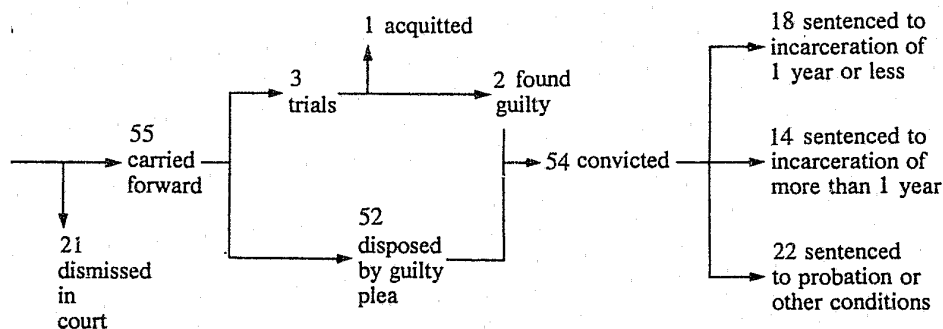 1 acquitted
3
trials
2 found
guilty
55
carried
forward
54 convicted
52
disposed
by guilty
plea
21
dismissed
in
court
18 sentenced to
incarceration of
1 year or less
14 sentenced to
incarceration of
more than 1 year
22 sentenced
to probation or
other conditions